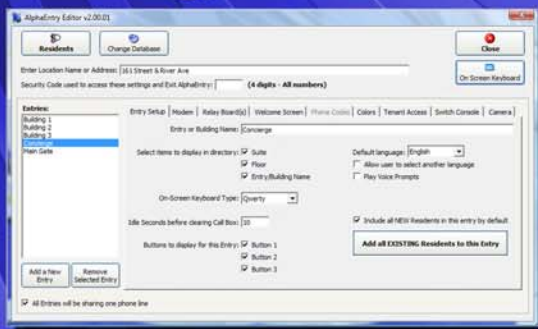 AlphaEntry Editor v2.00.01
Residents
Change Database
Close
Enter Location Name or Address: 161 Street & River Ave
On Screen Keyboard
Security Code used to access these settings and Exit AlphaEntry: (4 digits - All numbers)
Entries:
Building 1
Building 2
Building 3
Concierge
Main Gate
Entry Setup Modem Relay Board(s) Welcome Screen Phone Codes Colors Tenant Access Switch Console Camera
Entry or Building Name: Concierge
Select items to display in directory: Suite
Floor
Entry/Building Name
Default language: English
Allow user to select another language
Play Voice Prompts
On-Screen Keyboard Type: Qwerty
Idle Seconds before clearing Call Box: 10
Include all NEW Residents in this entry by default
Buttons to display for this Entry: Button 1
Button 2
Button 3
Add all EXISTING Residents to this Entry
Add a New Entry
Remove Selected Entry
All Entries will be sharing one phone line